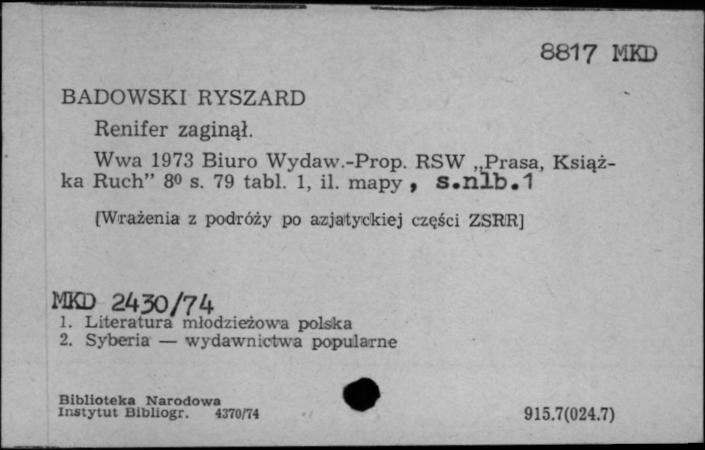 8817 MKD
BADOWSKI RYSZARD
Renifer zaginął.
Wwa 1973 Biuro Wydaw.-Prop. RSW „Prasa, Książ-
ka Ruch” 8⁰ s. 79 tabl. 1, il. mapy , s.nlb.1
[Wrażenia z podróży po azjatyckiej części ZSRR]
MKD 2430/74
1. Literatura młodzieżowa polska
2. Syberia — wydawnictwa popularne
Biblioteka Narodowa
Instytut Bibliogr. 4370/74
915.7(024.7)